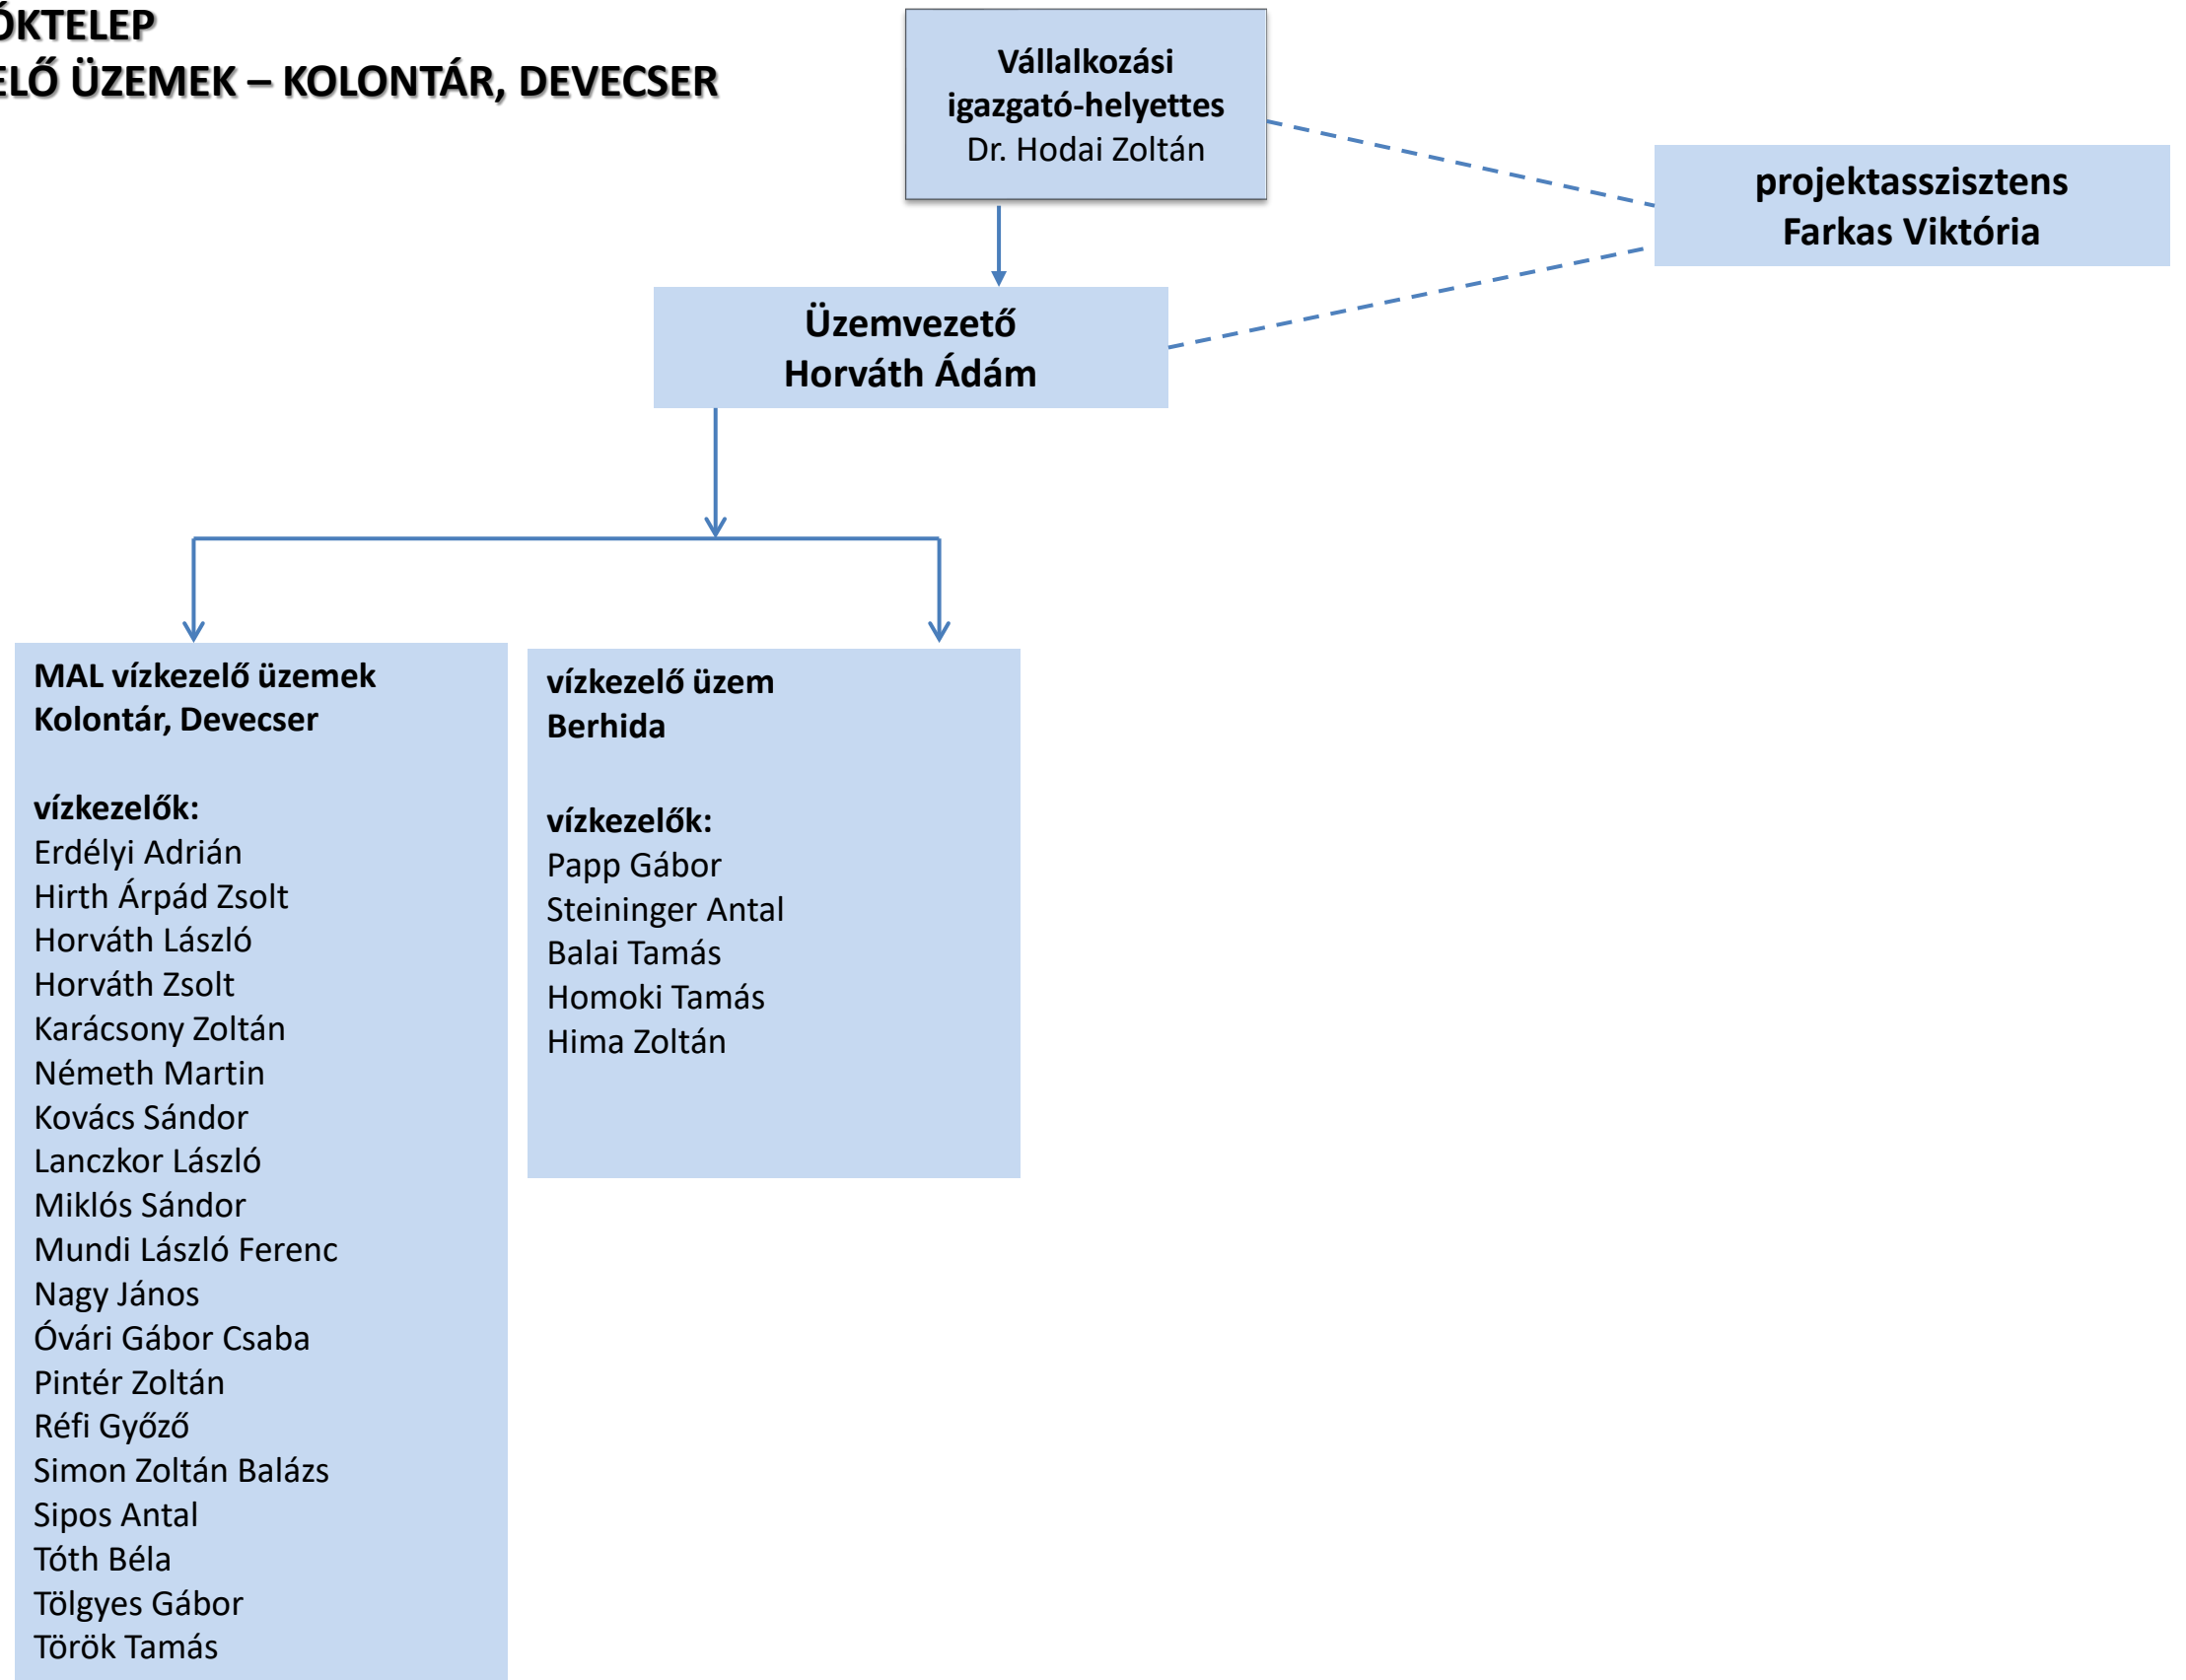 ÓKTELEP
ELŐ ÜZEMEK – KOLONTÁR, DEVECSER
Vállalkozási
igazgató-helyettes
Dr. Hodai Zoltán
projektasszisztens
Farkas Viktória
Üzemvezető
Horváth Ádám
MAL vízkezelő üzemek
Kolontár, Devecser
vízkezelők:
Erdélyi Adrián
Hirth Árpád Zsolt
Horváth László
Horváth Zsolt
Karácsony Zoltán
Németh Martin
Kovács Sándor
Lanczkor László
Miklós Sándor
Mundi László Ferenc
Nagy János
Óvári Gábor Csaba
Pintér Zoltán
Réfi Győző
Simon Zoltán Balázs
Sipos Antal
Tóth Béla
Tölgyes Gábor
Török Tamás
vízkezelő üzem
Berhida
vízkezelők:
Papp Gábor
Steininger Antal
Balai Tamás
Homoki Tamás
Hima Zoltán